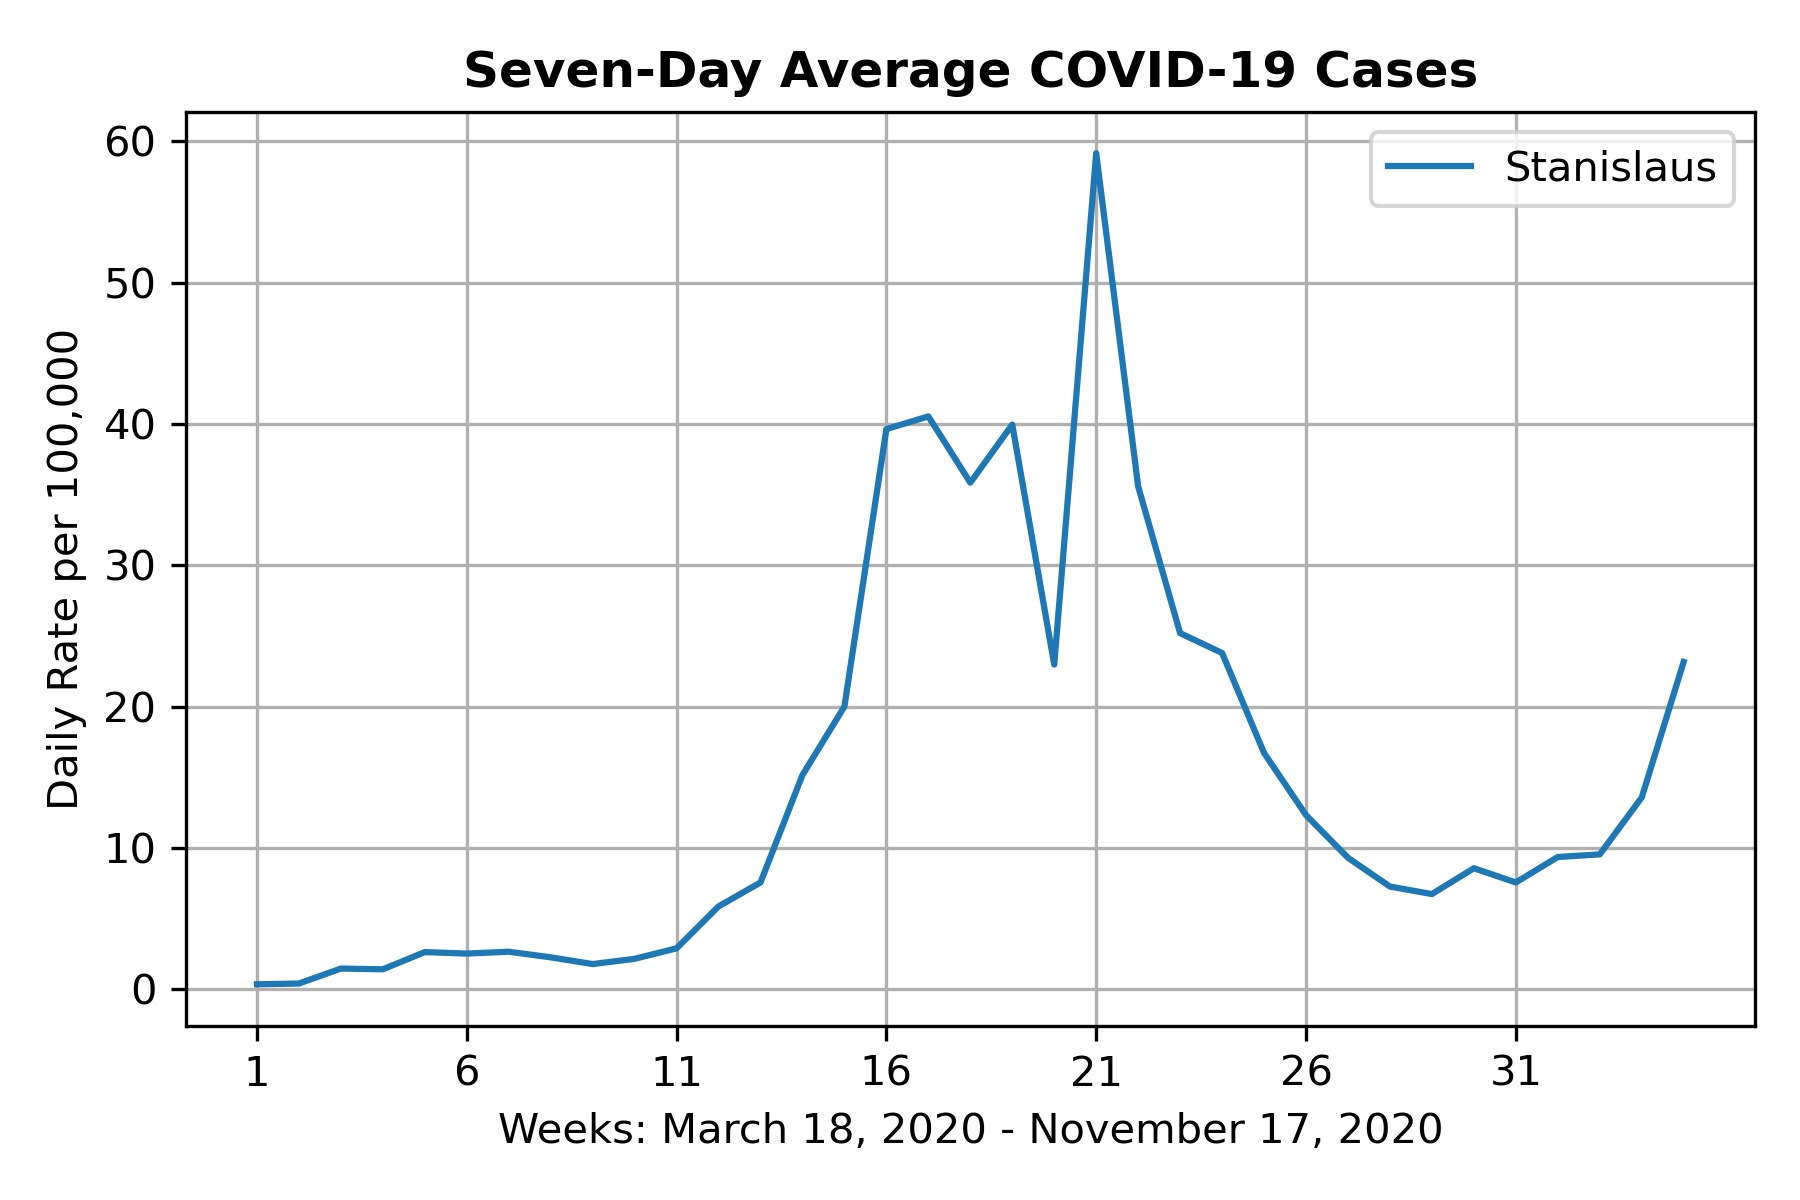 Seven-Day Average COVID-19 Cases
Stanislaus
Daily Rate per 100,000
60
50
40
30
20
10
0
1 6 11 16 21 26 31
Weeks: March 18, 2020 - November 17, 2020